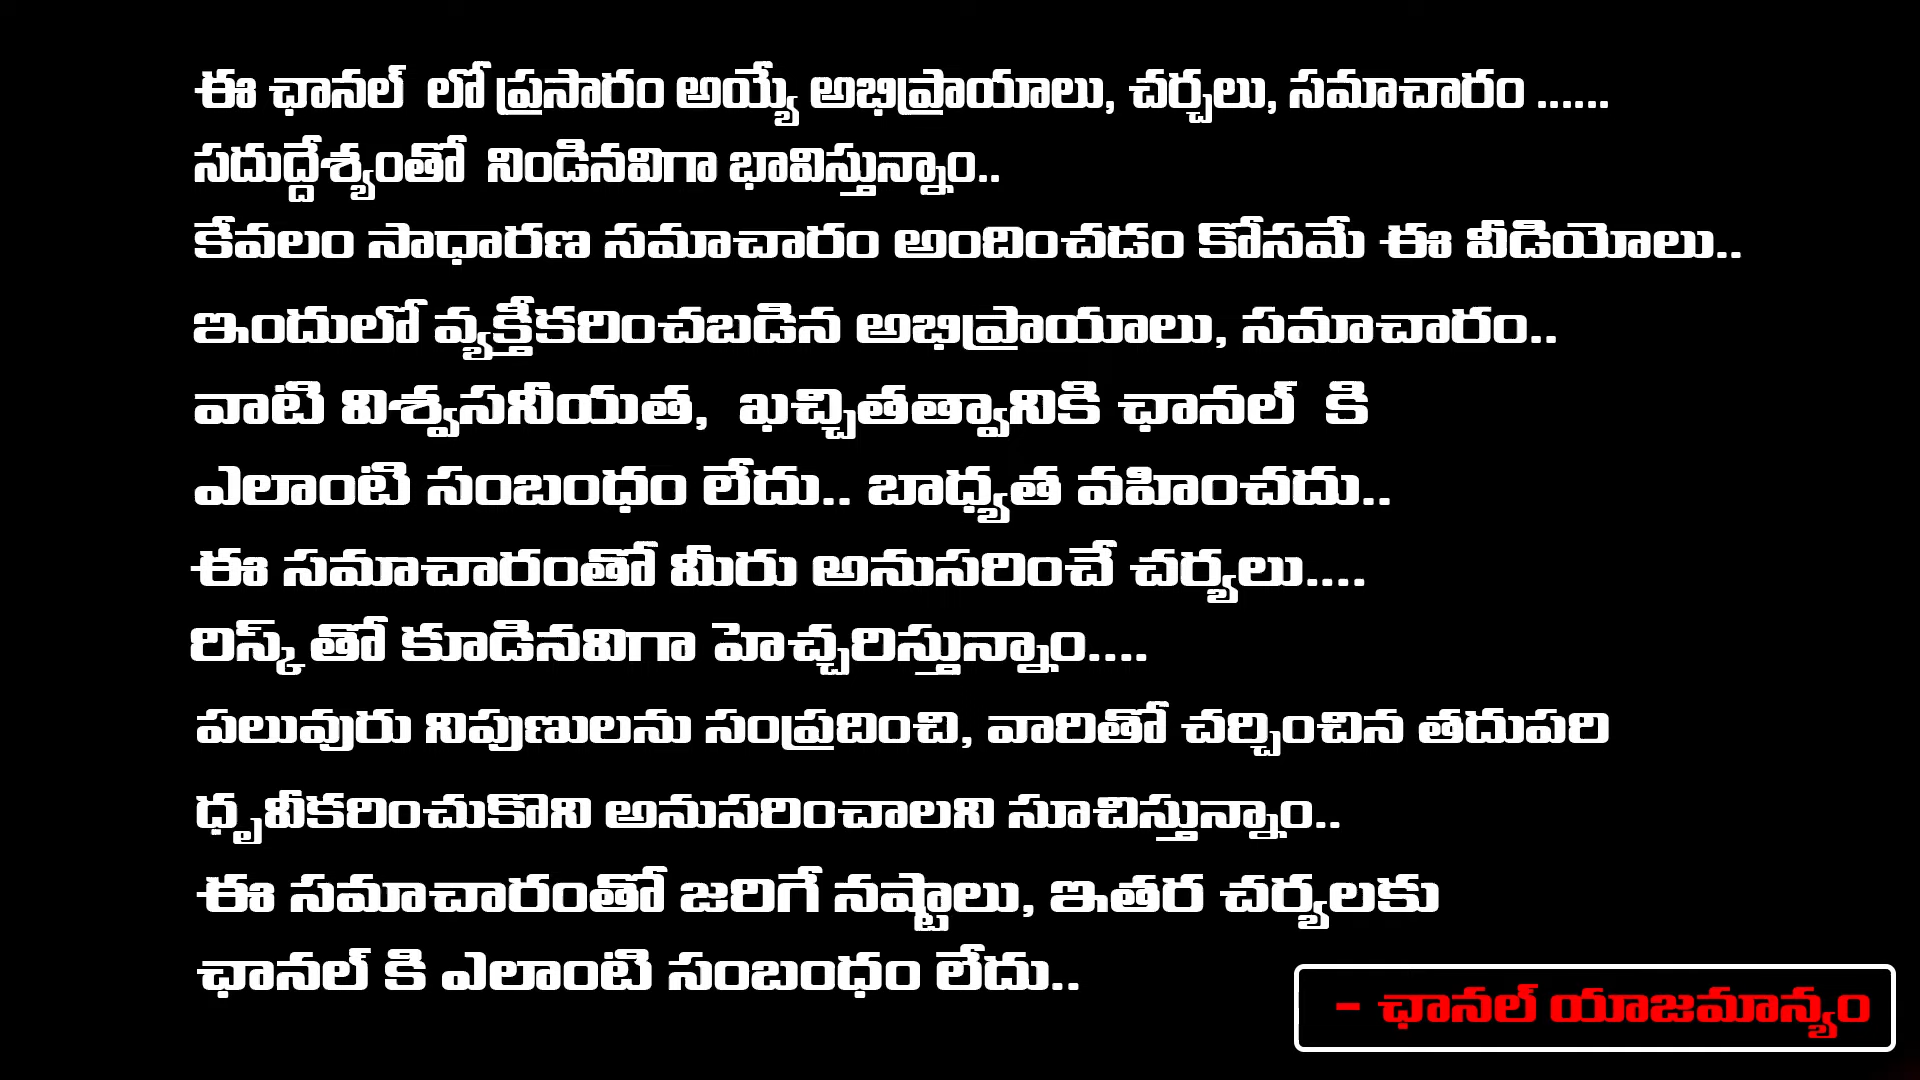 ఈ ఛానల్ లో ప్రసారం అయ్యే అభిప్రాయాలు, చర్చలు, సమాచారం ......
సదుద్దేశ్యంతో నిండినవిగా భావిస్తున్నాం..
కేవలం సాధారణ సమాచారం అందించడం కోసమే ఈ వీడియోలు..
ఇందులో వ్యక్తీకరించబడిన అభిప్రాయాలు, సమాచారం..
వాటి విశ్వసనీయత, ఖచ్చితత్వానికి ఛానల్ కి
ఎలాంటి సంబంధం లేదు.. బాధ్యత వహించదు..
ఈ సమాచారంతో మీరు అనుసరించే చర్యలు....
రిస్క్ తో కూడినవిగా హెచ్చరిస్తున్నాం....
పలువురు నిపుణులను సంప్రదించి, వారితో చర్చించిన తదుపరి
ధృవీకరించుకొని అనుసరించాలని సూచిస్తున్నాం..
ఈ సమాచారంతో జరిగే నష్టాలు, ఇతర చర్యలకు
ఛానల్ కి ఎలాంటి సంబంధం లేదు..
- ఛానల్ యాజమాన్యం